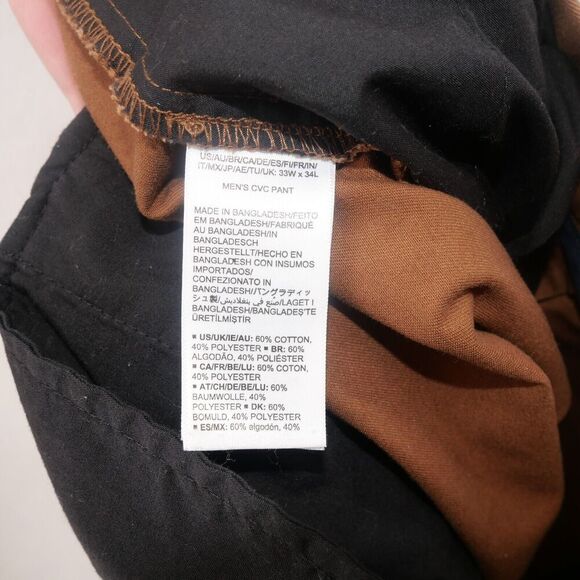 US/AU/BR/CA/DE/ES/FI/FR/IN/
IT/MX/JP/AE/TU/UK: 33W x 34L
MEN'S CVC PANT
MADE IN BANGLADESH/FEITO
EM BANGLADESH/FABRIQUÉ
AU BANGLADESH/IN
BANGLADESCH
HERGESTELLT/HECHO EN
BANGLADESH CON INSUMOS
IMPORTADOS/
CONFEZIONATO IN
BANGLADESH/バングラディッ
シュ製/صنع في بنغلاديش/LAGET I
BANGLADESH/BANGLADEŞ'TE
ÜRETİLMİŞTİR
▪ US/UK/IE/AU: 60% COTTON,
40% POLYESTER ▪ BR: 60%
ALGODÃO, 40% POLIÉSTER
▪ CA/FR/BE/LU: 60% COTON,
40% POLYESTER
▪ AT/CH/DE/BE/LU: 60%
BAUMWOLLE, 40%
POLYESTER ▪ DK: 60%
BOMULD, 40% POLYESTER
▪ ES/MX: 60% algodón, 40%